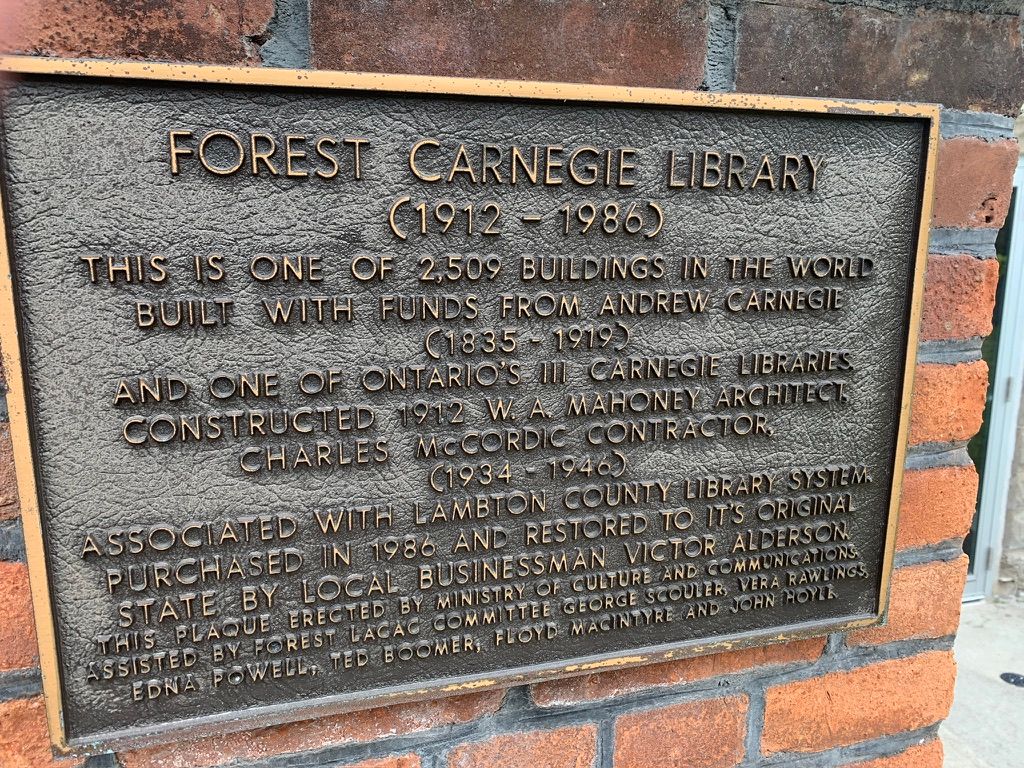 FOREST CARNEGIE LIBRARY
(1912 - 1986)
THIS IS ONE OF 2,509 BUILDINGS IN THE WORLD
BUILT WITH FUNDS FROM ANDREW CARNEGIE
(1835 - 1919)
AND ONE OF ONTARIO'S 111 CARNEGIE LIBRARIES.
CONSTRUCTED 1912 W. A. MAHONEY ARCHITECT.
CHARLES McCORDIC CONTRACTOR.
(1934 - 1946)
ASSOCIATED WITH LAMBTON COUNTY LIBRARY SYSTEM.
PURCHASED IN 1986 AND RESTORED TO IT'S ORIGINAL
STATE BY LOCAL BUSINESSMAN VICTOR ALDERSON.
THIS PLAQUE ERECTED BY MINISTRY OF CULTURE AND COMMUNICATIONS.
ASSISTED BY FOREST LACAC COMMITTEE GEORGE SCOULER, VERA RAWLINGS,
EDNA POWELL, TED BOOMER, FLOYD MACINTYRE AND JOHN HOYLE.